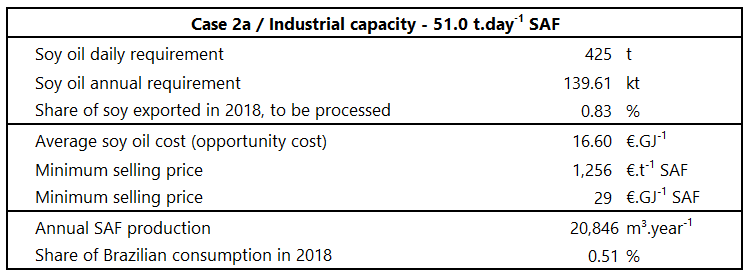 Case 2a / Industrial capacity - 51.0 t.day⁻¹ SAF
Soy oil daily requirement 425 t
Soy oil annual requirement 139.61 kt
Share of soy exported in 2018, to be processed 0.83 %
Average soy oil cost (opportunity cost) 16.60 €.GJ⁻¹
Minimum selling price 1,256 €.t⁻¹ SAF
Minimum selling price 29 €.GJ⁻¹ SAF
Annual SAF production 20,846 m³.year⁻¹
Share of Brazilian consumption in 2018 0.51 %